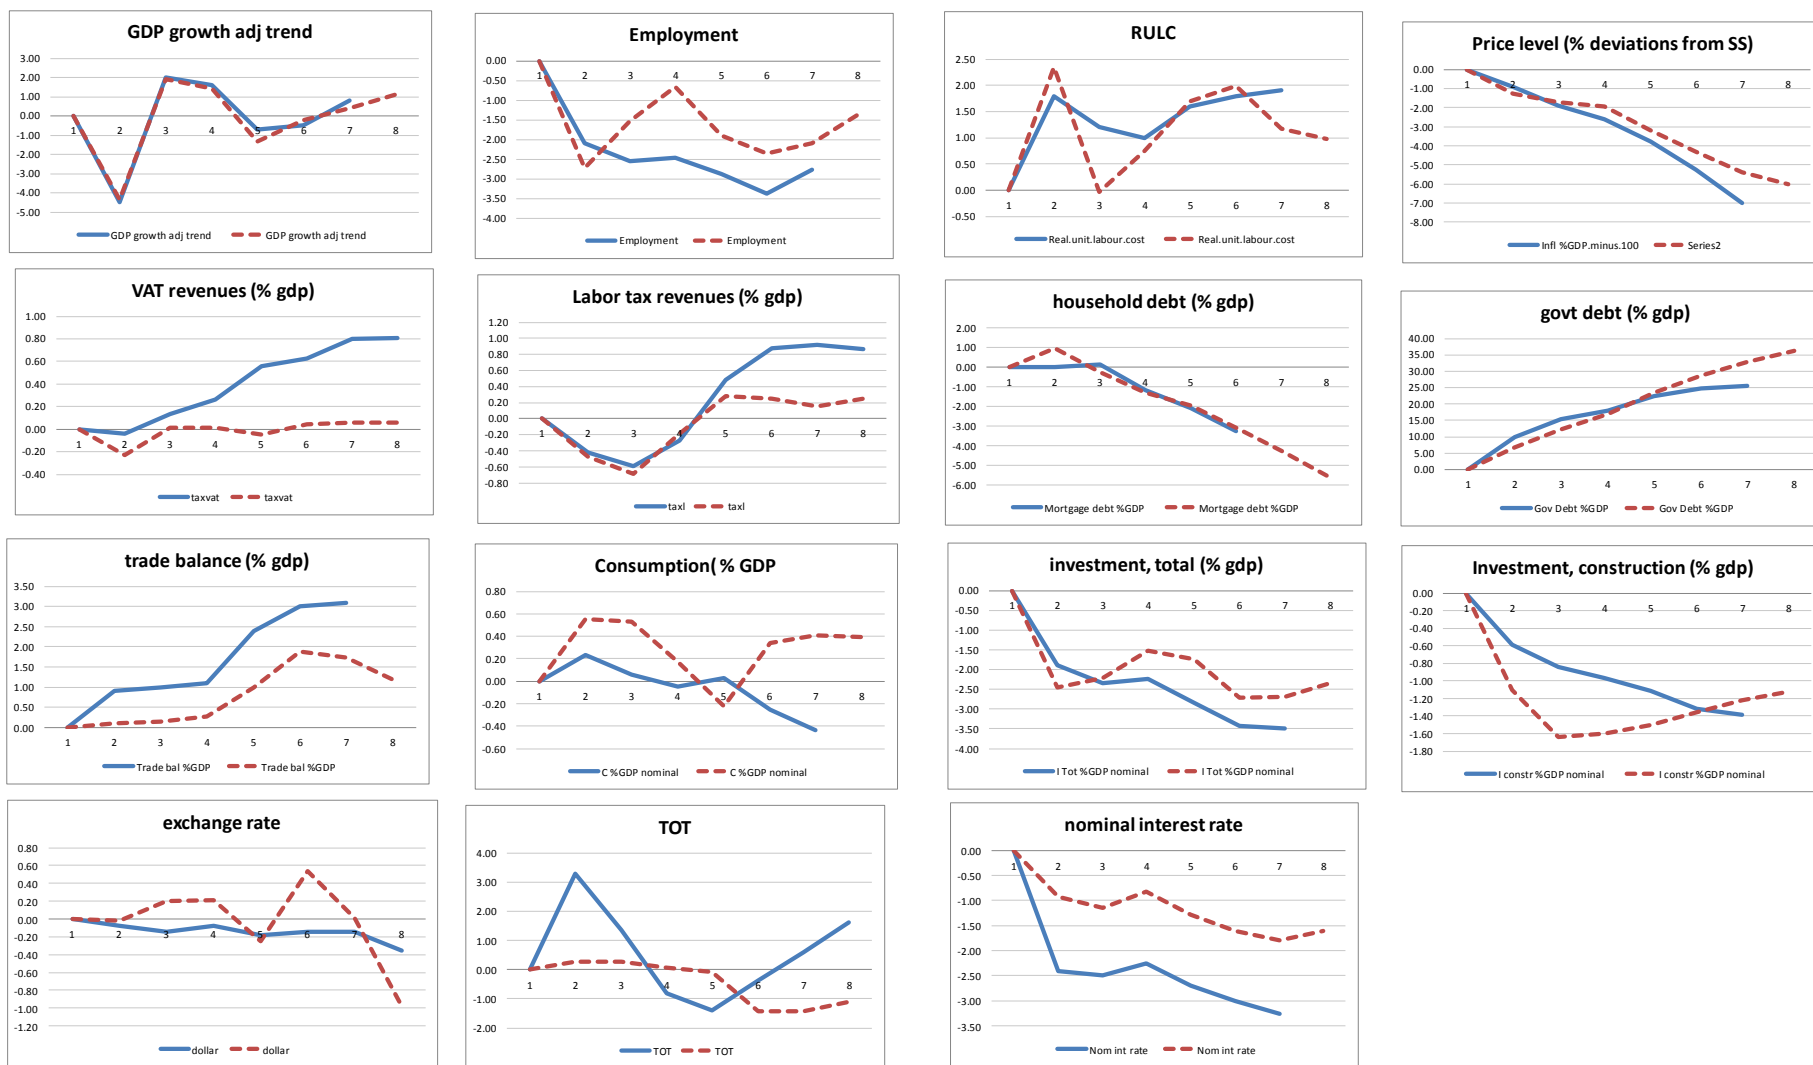 GDP growth adj trend
3.00
2.00
1.00
0.00
-1.00
-2.00
-3.00
-4.00
-5.00
1 2 3 4 5 6 7 8
GDP growth adj trend GDP growth adj trend
Employment
0.00
-0.50
-1.00
-1.50
-2.00
-2.50
-3.00
-3.50
-4.00
1 2 3 4 5 6 7 8
Employment Employment
RULC
2.50
2.00
1.50
1.00
0.50
0.00
-0.50
1 2 3 4 5 6 7 8
Real.unit.labour.cost Real.unit.labour.cost
Price level (% deviations from SS)
0.00
-1.00
-2.00
-3.00
-4.00
-5.00
-6.00
-7.00
-8.00
1 2 3 4 5 6 7 8
Infl %GDP.minus.100 Series2
VAT revenues (% gdp)
1.00
0.80
0.60
0.40
0.20
0.00
-0.20
-0.40
1 2 3 4 5 6 7 8
taxvat taxvat
Labor tax revenues (% gdp)
1.20
1.00
0.80
0.60
0.40
0.20
0.00
-0.20
-0.40
-0.60
-0.80
1 2 3 4 5 6 7 8
taxl taxl
household debt (% gdp)
2.00
1.00
0.00
-1.00
-2.00
-3.00
-4.00
-5.00
-6.00
1 2 3 4 5 6 7 8
Mortgage debt %GDP Mortgage debt %GDP
govt debt (% gdp)
40.00
35.00
30.00
25.00
20.00
15.00
10.00
5.00
0.00
1 2 3 4 5 6 7 8
Gov Debt %GDP Gov Debt %GDP
trade balance (% gdp)
3.50
3.00
2.50
2.00
1.50
1.00
0.50
0.00
1 2 3 4 5 6 7 8
Trade bal %GDP Trade bal %GDP
Consumption( % GDP
0.80
0.60
0.40
0.20
0.00
-0.20
-0.40
-0.60
1 2 3 4 5 6 7 8
C %GDP nominal C %GDP nominal
investment, total (% gdp)
0.00
-0.50
-1.00
-1.50
-2.00
-2.50
-3.00
-3.50
-4.00
1 2 3 4 5 6 7 8
I Tot %GDP nominal I Tot %GDP nominal
Investment, construction (% gdp)
0.00
-0.20
-0.40
-0.60
-0.80
-1.00
-1.20
-1.40
-1.60
-1.80
1 2 3 4 5 6 7 8
I constr %GDP nominal I constr %GDP nominal
exchange rate
0.80
0.60
0.40
0.20
0.00
-0.20
-0.40
-0.60
-0.80
-1.00
-1.20
1 2 3 4 5 6 7 8
dollar dollar
TOT
4.00
3.00
2.00
1.00
0.00
-1.00
-2.00
1 2 3 4 5 6 7 8
TOT TOT
nominal interest rate
0.00
-0.50
-1.00
-1.50
-2.00
-2.50
-3.00
-3.50
1 2 3 4 5 6 7 8
Nom int rate Nom int rate